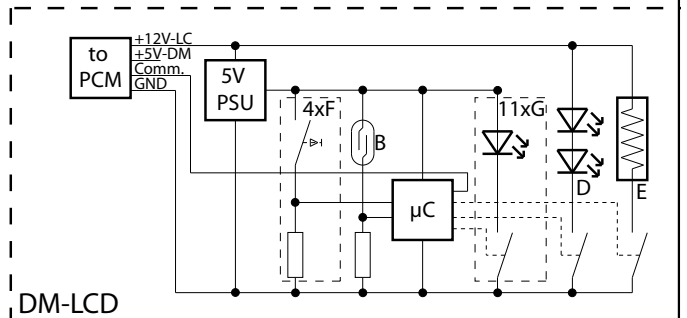 +12V-LC
to
PCM
+5V-DM
Comm.
GND
5V
PSU
4xF
B
11xG
D
E
µC
DM-LCD